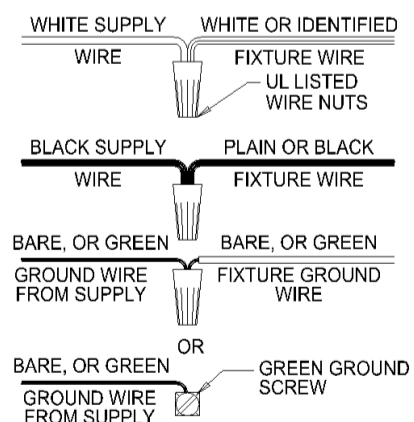 WHITE SUPPLY WHITE OR IDENTIFIED
WIRE FIXTURE WIRE
UL LISTED
WIRE NUTS
BLACK SUPPLY PLAIN OR BLACK
WIRE FIXTURE WIRE
BARE, OR GREEN BARE, OR GREEN
GROUND WIRE FIXTURE GROUND
FROM SUPPLY WIRE
OR
BARE, OR GREEN GREEN GROUND
SCREW
GROUND WIRE
FROM SUPPLY